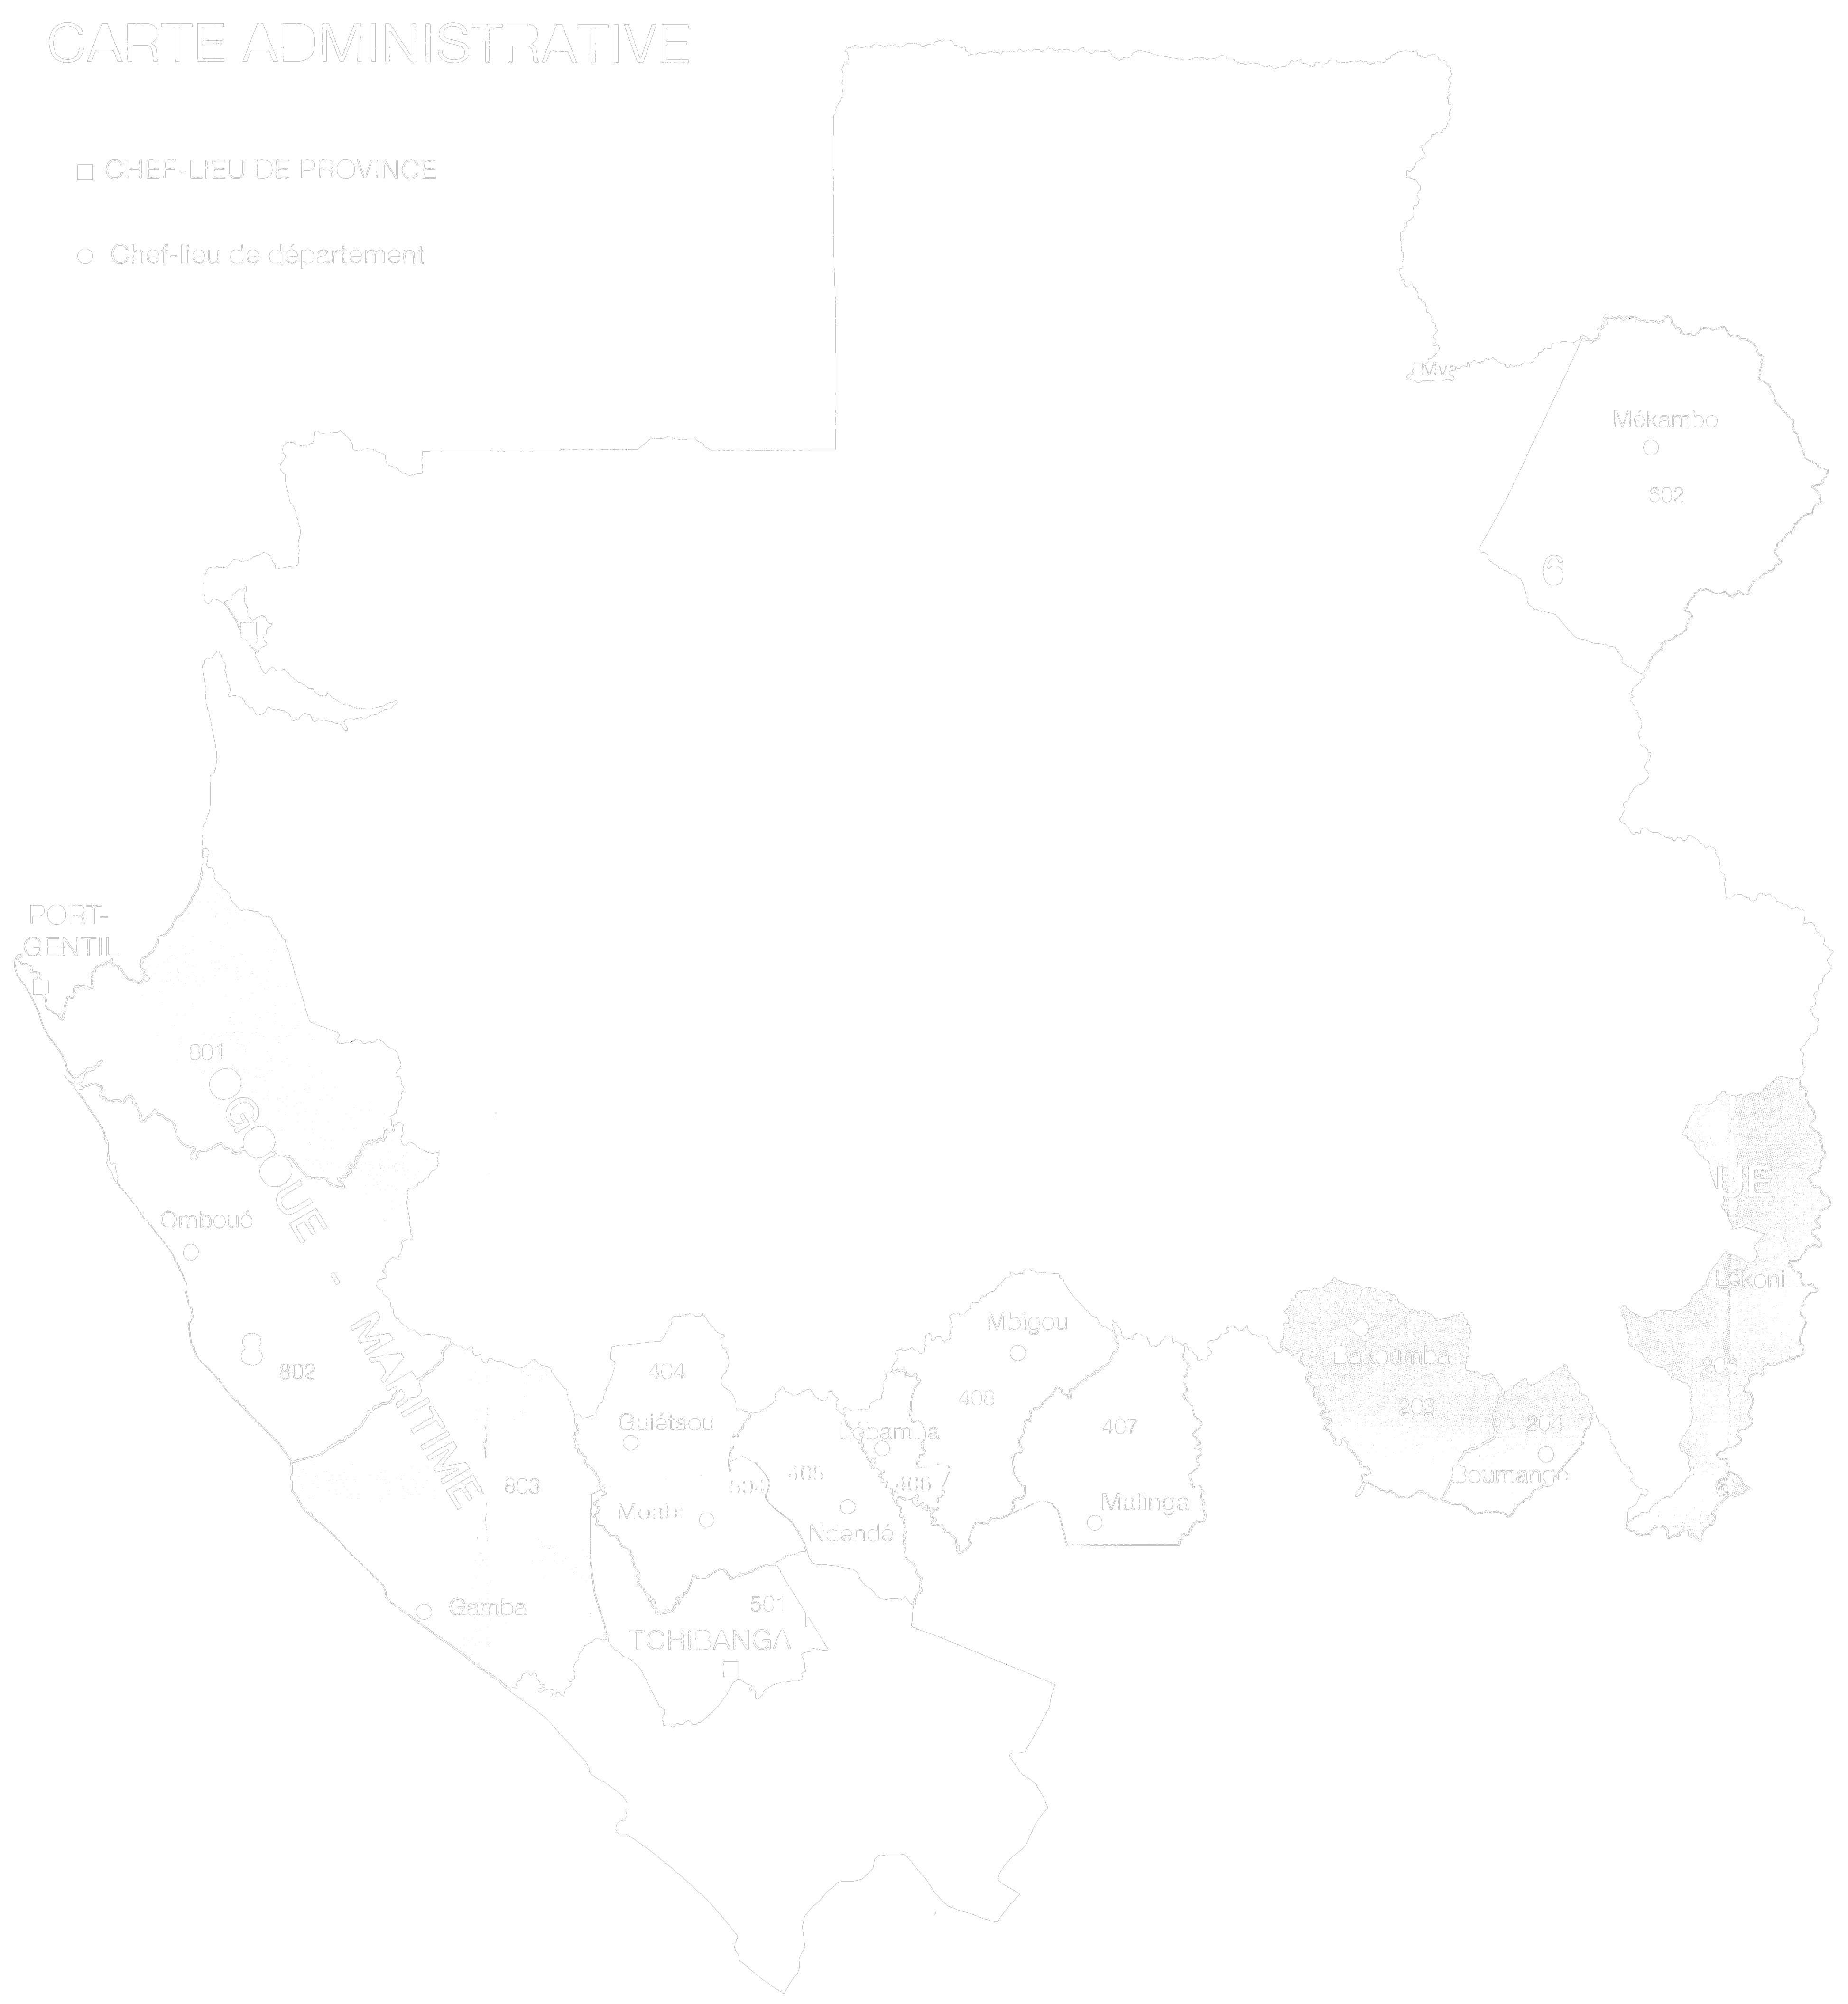 CARTE ADMINISTRATIVE
CHEF-LIEU DE PROVINCE
Chef-lieu de département
Mékambo
602
6
PORT-
GENTIL
801
OGOOUE - MARITIME
Omboué
8
802
803
Gamba
404
Guiétsou
Moabi
504
405
Ndendé
Lébamba
406
Mbigou
408
407
Malinga
501
TCHIBANGA
Bakoumba
203
204
Boumango
UE
Lékoni
206